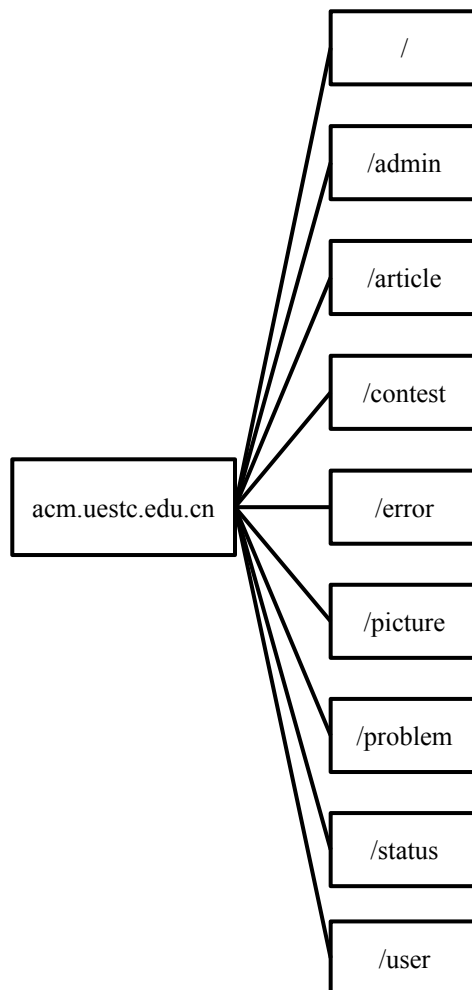 /
/admin
/article
/contest
acm.uestc.edu.cn
/error
/picture
/problem
/status
/user